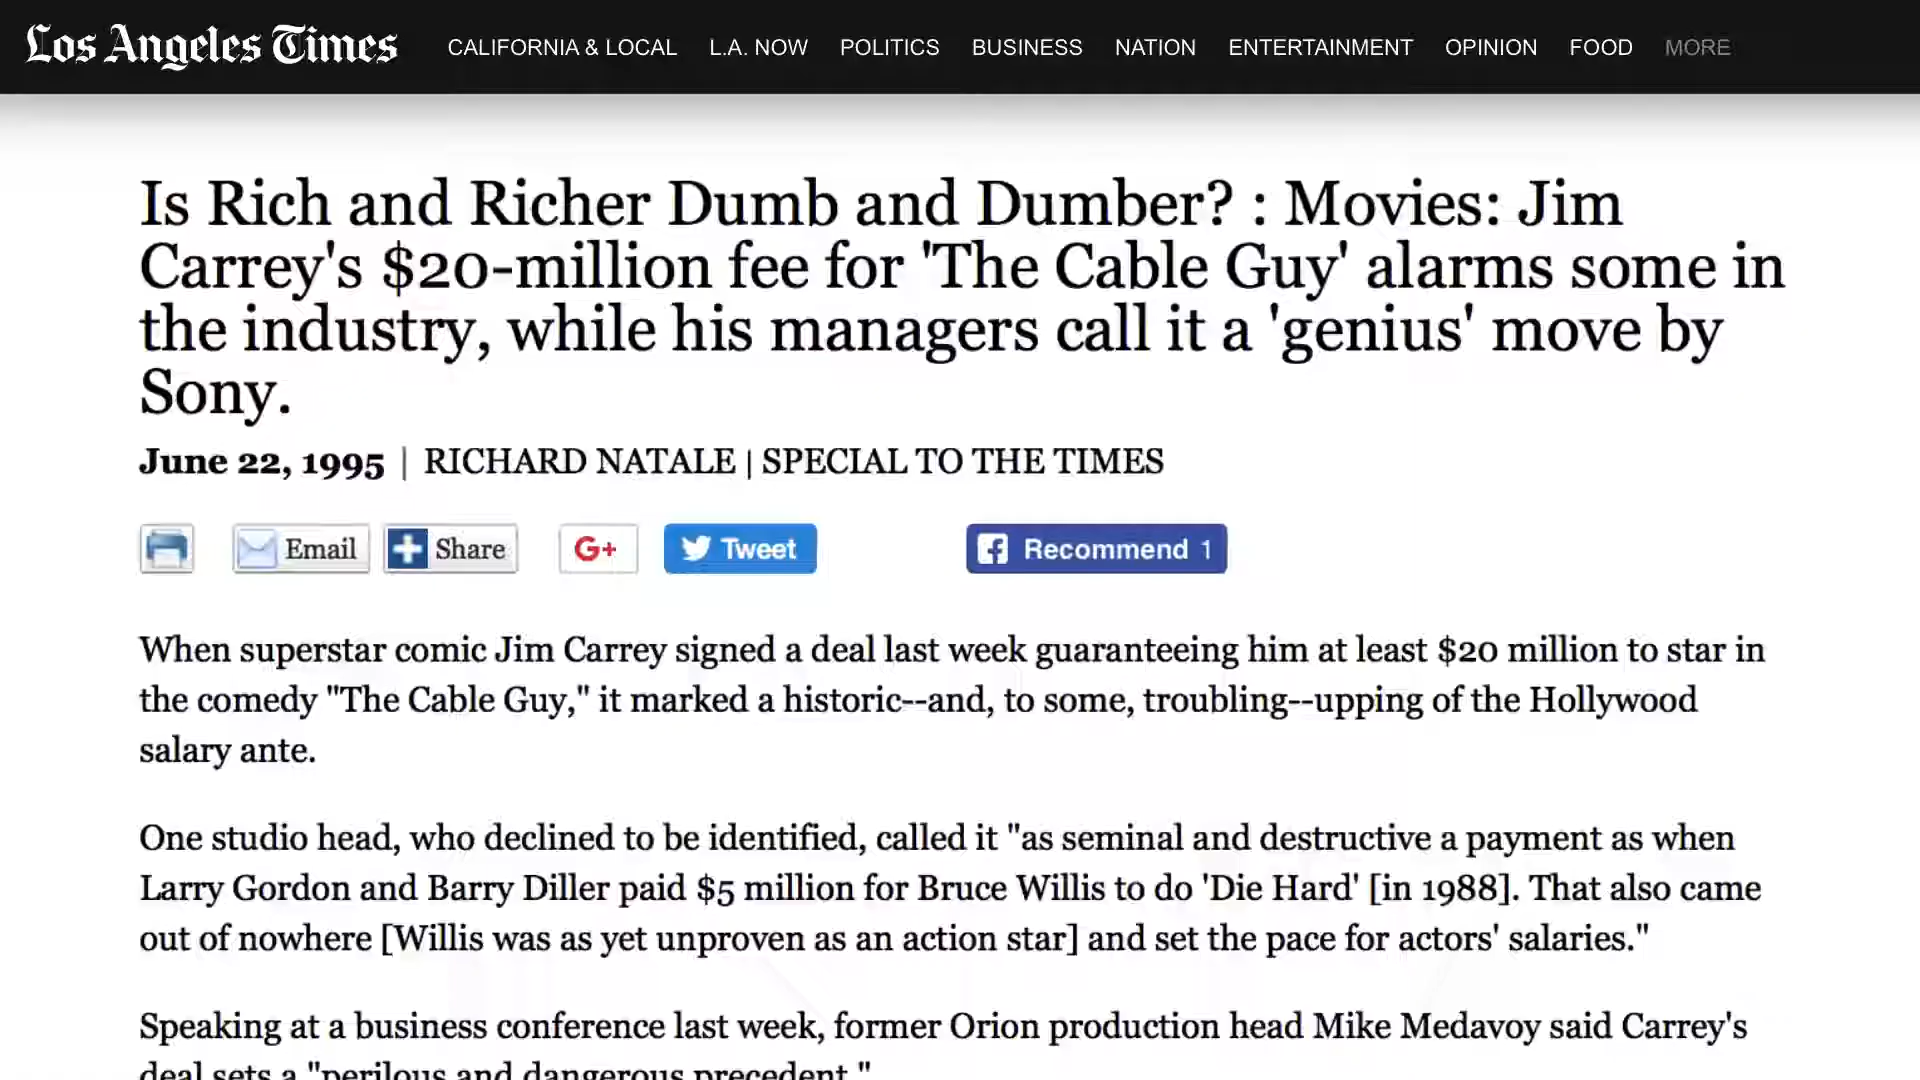 Los Angeles Times CALIFORNIA & LOCAL L.A. NOW POLITICS BUSINESS NATION ENTERTAINMENT OPINION FOOD MORE
Is Rich and Richer Dumb and Dumber? : Movies: Jim
Carrey's $20-million fee for 'The Cable Guy' alarms some in
the industry, while his managers call it a 'genius' move by
Sony.
June 22, 1995 | RICHARD NATALE | SPECIAL TO THE TIMES
Email Share G+ Tweet Recommend 1
When superstar comic Jim Carrey signed a deal last week guaranteeing him at least $20 million to star in
the comedy "The Cable Guy," it marked a historic--and, to some, troubling--upping of the Hollywood
salary ante.
One studio head, who declined to be identified, called it "as seminal and destructive a payment as when
Larry Gordon and Barry Diller paid $5 million for Bruce Willis to do 'Die Hard' [in 1988]. That also came
out of nowhere [Willis was as yet unproven as an action star] and set the pace for actors' salaries."
Speaking at a business conference last week, former Orion production head Mike Medavoy said Carrey's
deal sets a "perilous and dangerous precedent."